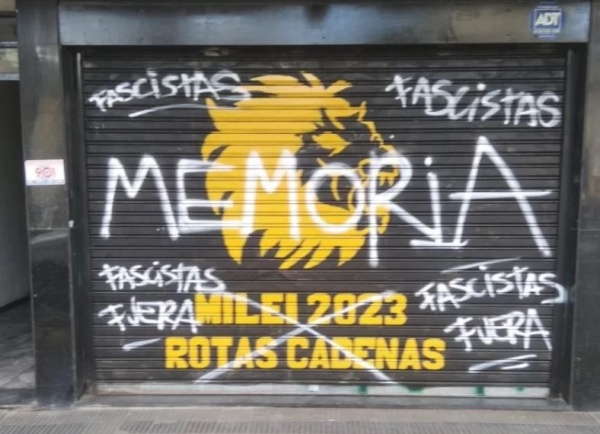 ADT
FASCISTAS
FASCISTAS
MEMORiA
FASCISTAS
FUERA
FASCISTAS
FUERA
MILEI 2023
ROTAS CADENAS